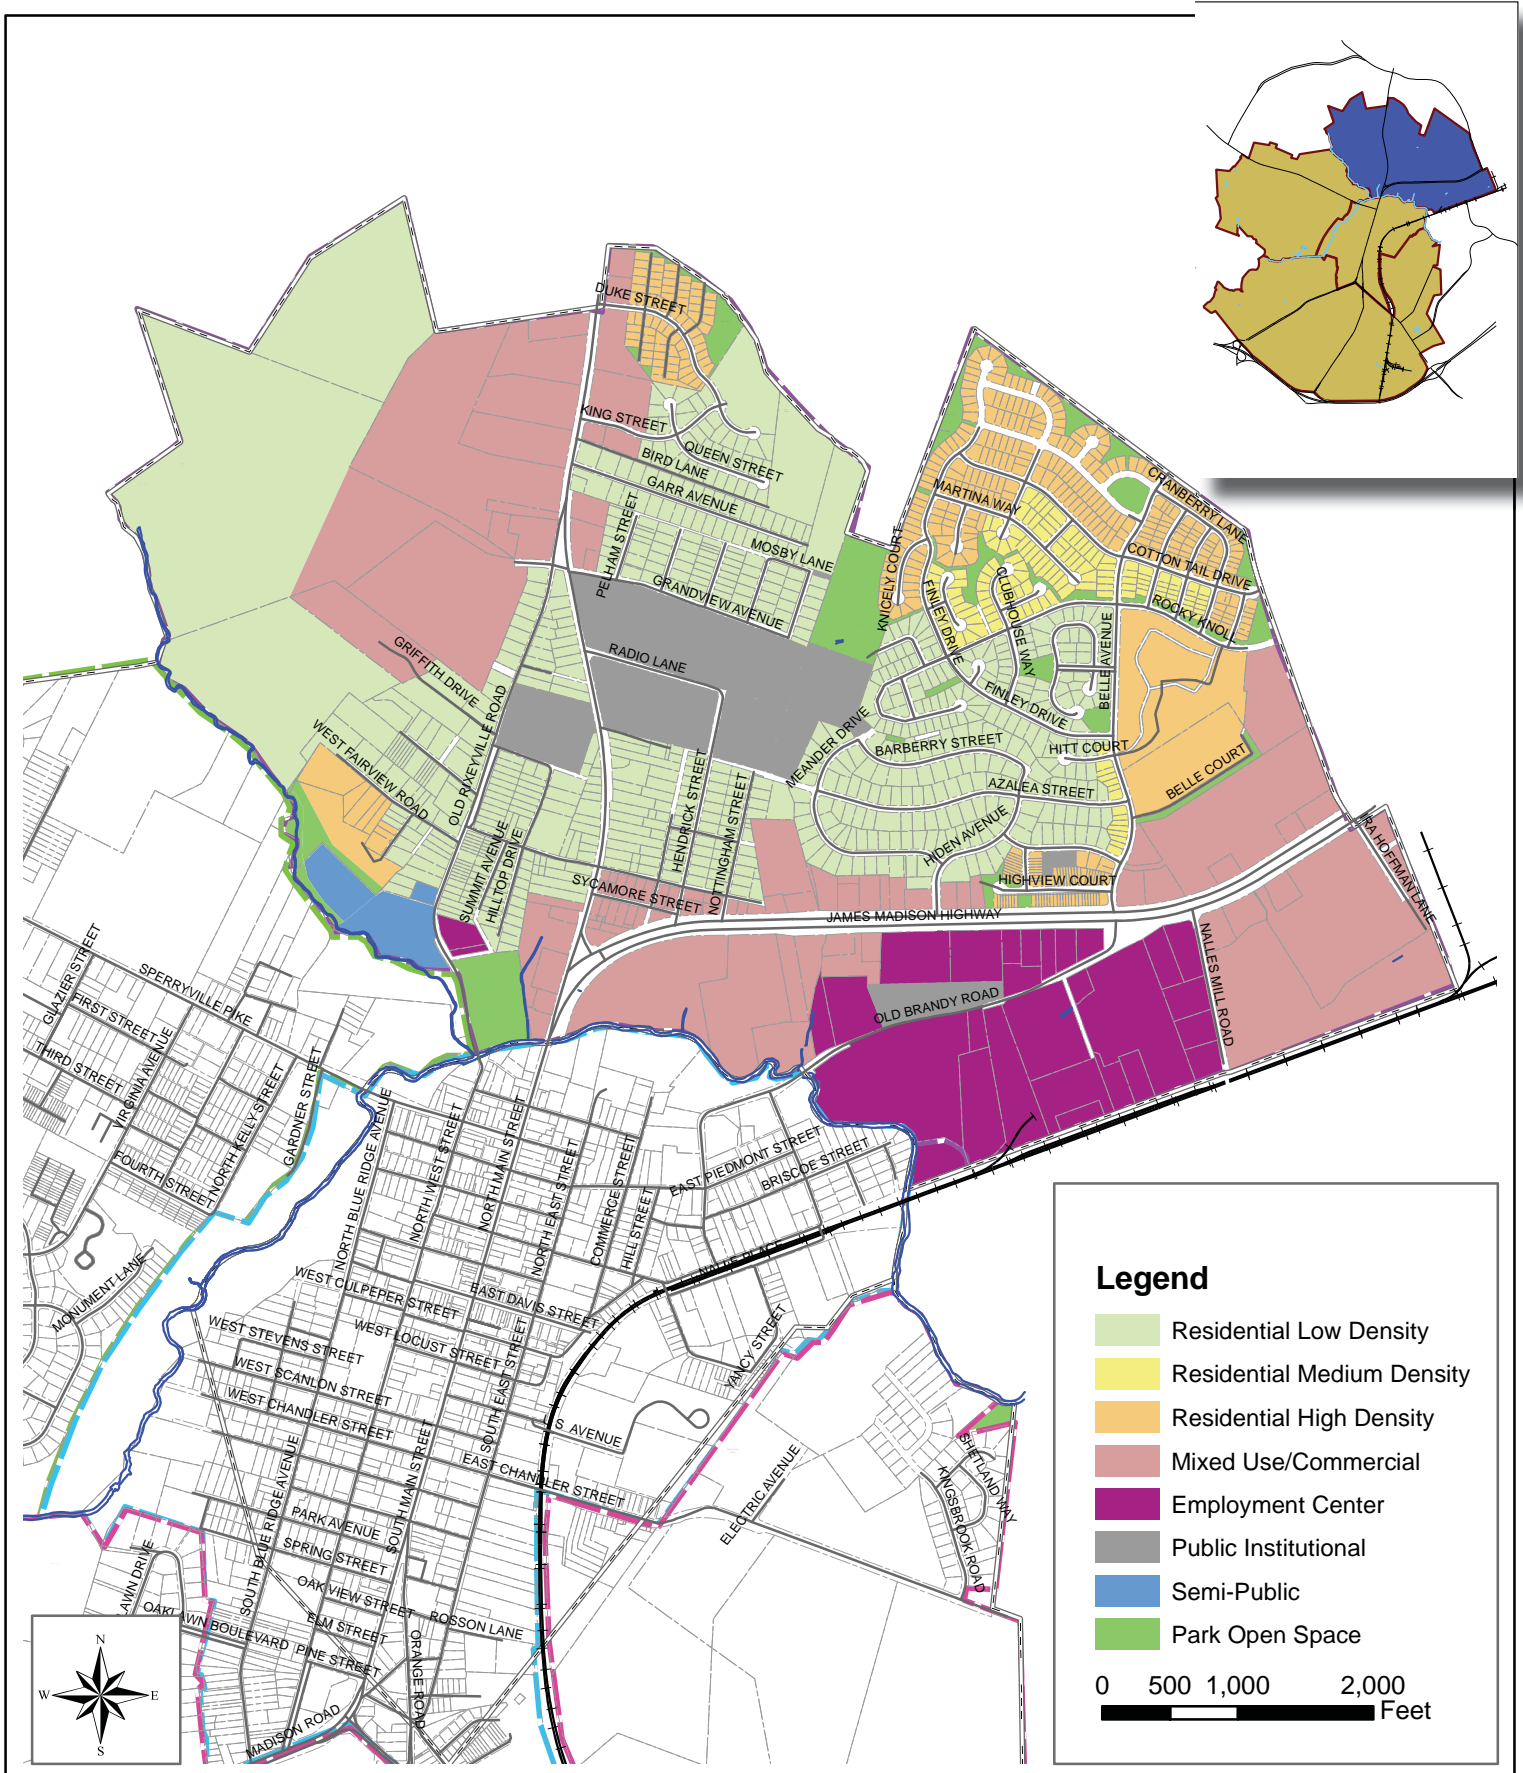 DUKE STREET
KING STREET
QUEEN STREET
BIRD LANE
GARR AVENUE
PELHAM STREET
MOSBY LANE
GRANDVIEW AVENUE
RADIO LANE
GRIFFITH DRIVE
OLD RIXEYVILLE ROAD
WEST FAIRVIEW ROAD
SUMMIT AVENUE
HILLTOP DRIVE
HENDRICK STREET
NOTTINGHAM STREET
SYCAMORE STREET
MEANDER DRIVE
BARBERRY STREET
AZALEA STREET
HIDEN AVENUE
HIGHVIEW COURT
JAMES MADISON HIGHWAY
OLD BRANDY ROAD
NALLES MILL ROAD
IRA HOFFMAN LANE
BELLE COURT
HITT COURT
BELLE AVENUE
FINLEY DRIVE
FINLEY DRIVE
CLUBHOUSE WAY
KNICELY COURT
MARTINA WAY
CRANBERRY LANE
COTTON TAIL DRIVE
ROCKY KNOLL
GLAZIER STREET
SPERRYVILLE PIKE
FIRST STREET
THIRD STREET
VIRGINIA AVENUE
FOURTH STREET
NORTH KELLY STREET
GARDNER STREET
MONUMENT LANE
NORTH BLUE RIDGE AVENUE
NORTH WEST STREET
NORTH MAIN STREET
NORTH EAST STREET
COMMERCE STREET
HILL STREET
EAST PIEDMONT STREET
BRISCOE STREET
NALLE PLACE
WEST CULPEPER STREET
EAST DAVIS STREET
WEST STEVENS STREET
WEST LOCUST STREET
WEST SCANLON STREET
WEST CHANDLER STREET
SOUTH EAST STREET
YANCY STREET
S AVENUE
EAST CHANDLER STREET
ELECTRIC AVENUE
SHETLAND WAY
KINGSBROOK ROAD
SOUTH BLUE RIDGE AVENUE
SOUTH MAIN STREET
PARK AVENUE
SPRING STREET
OAK VIEW STREET
ELM STREET
ROSSON LANE
LAWN DRIVE
OAKLAWN BOULEVARD
PINE STREET
ORANGE ROAD
MADISON ROAD
N
W
E
S
Legend
Residential Low Density
Residential Medium Density
Residential High Density
Mixed Use/Commercial
Employment Center
Public Institutional
Semi-Public
Park Open Space
0 500 1,000 2,000
Feet